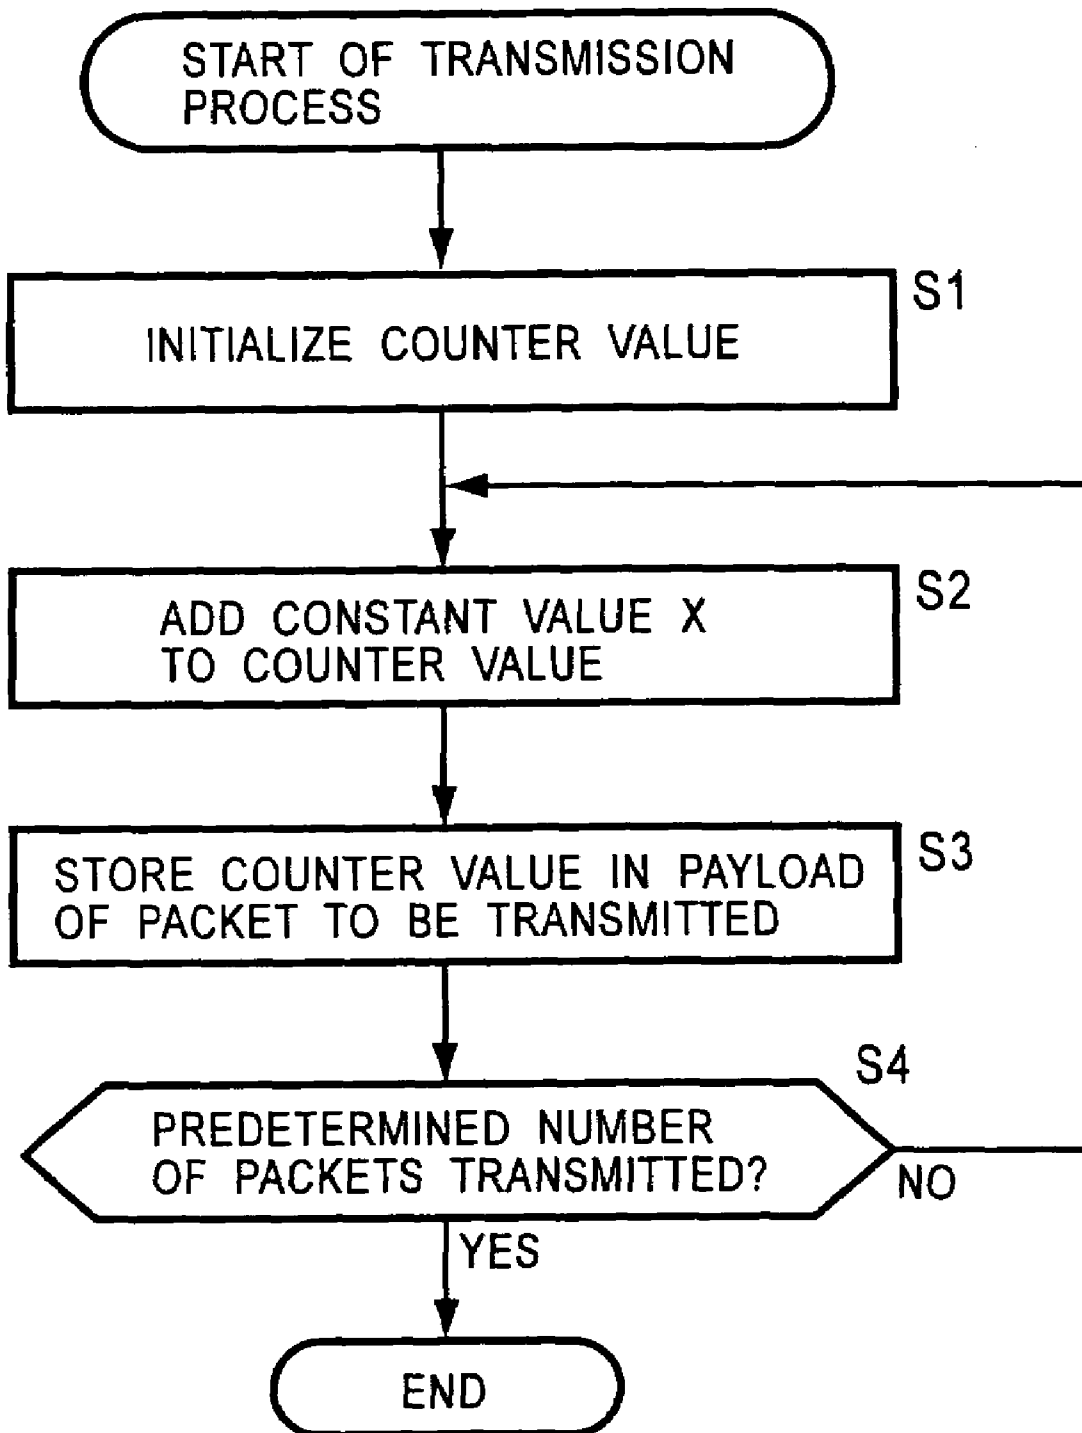 START OF TRANSMISSION
PROCESS
S1
INITIALIZE COUNTER VALUE
S2
ADD CONSTANT VALUE X
TO COUNTER VALUE
S3
STORE COUNTER VALUE IN PAYLOAD
OF PACKET TO BE TRANSMITTED
S4
PREDETERMINED NUMBER
OF PACKETS TRANSMITTED?
NO
YES
END